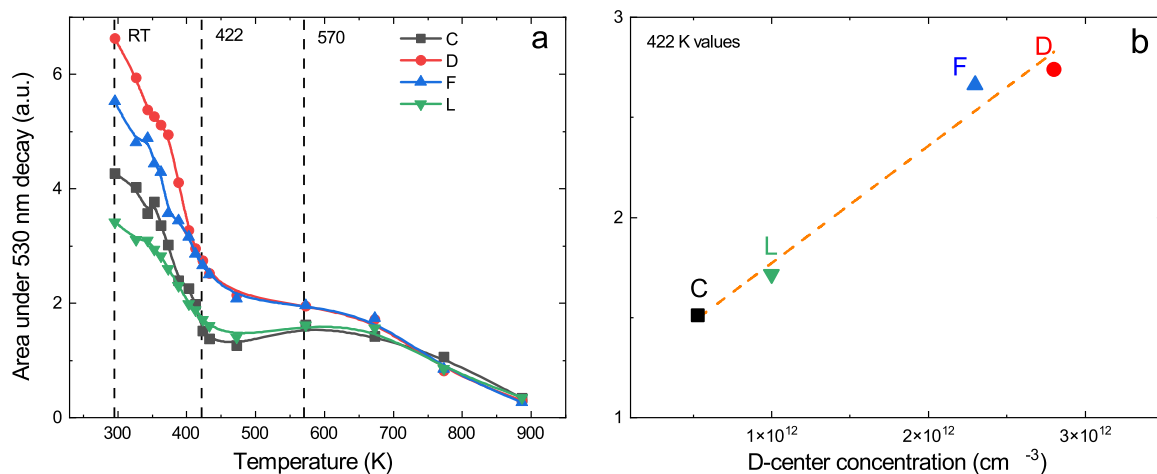 RT
422
570
a
C
D
F
L
6
4
2
0
300
400
500
600
700
800
900
Temperature (K)
Area under 530 nm decay (a.u.)
422 K values
b
D
F
L
C
3
2
1
1×10¹²
2×10¹²
3×10¹²
D-center concentration (cm ⁻³)